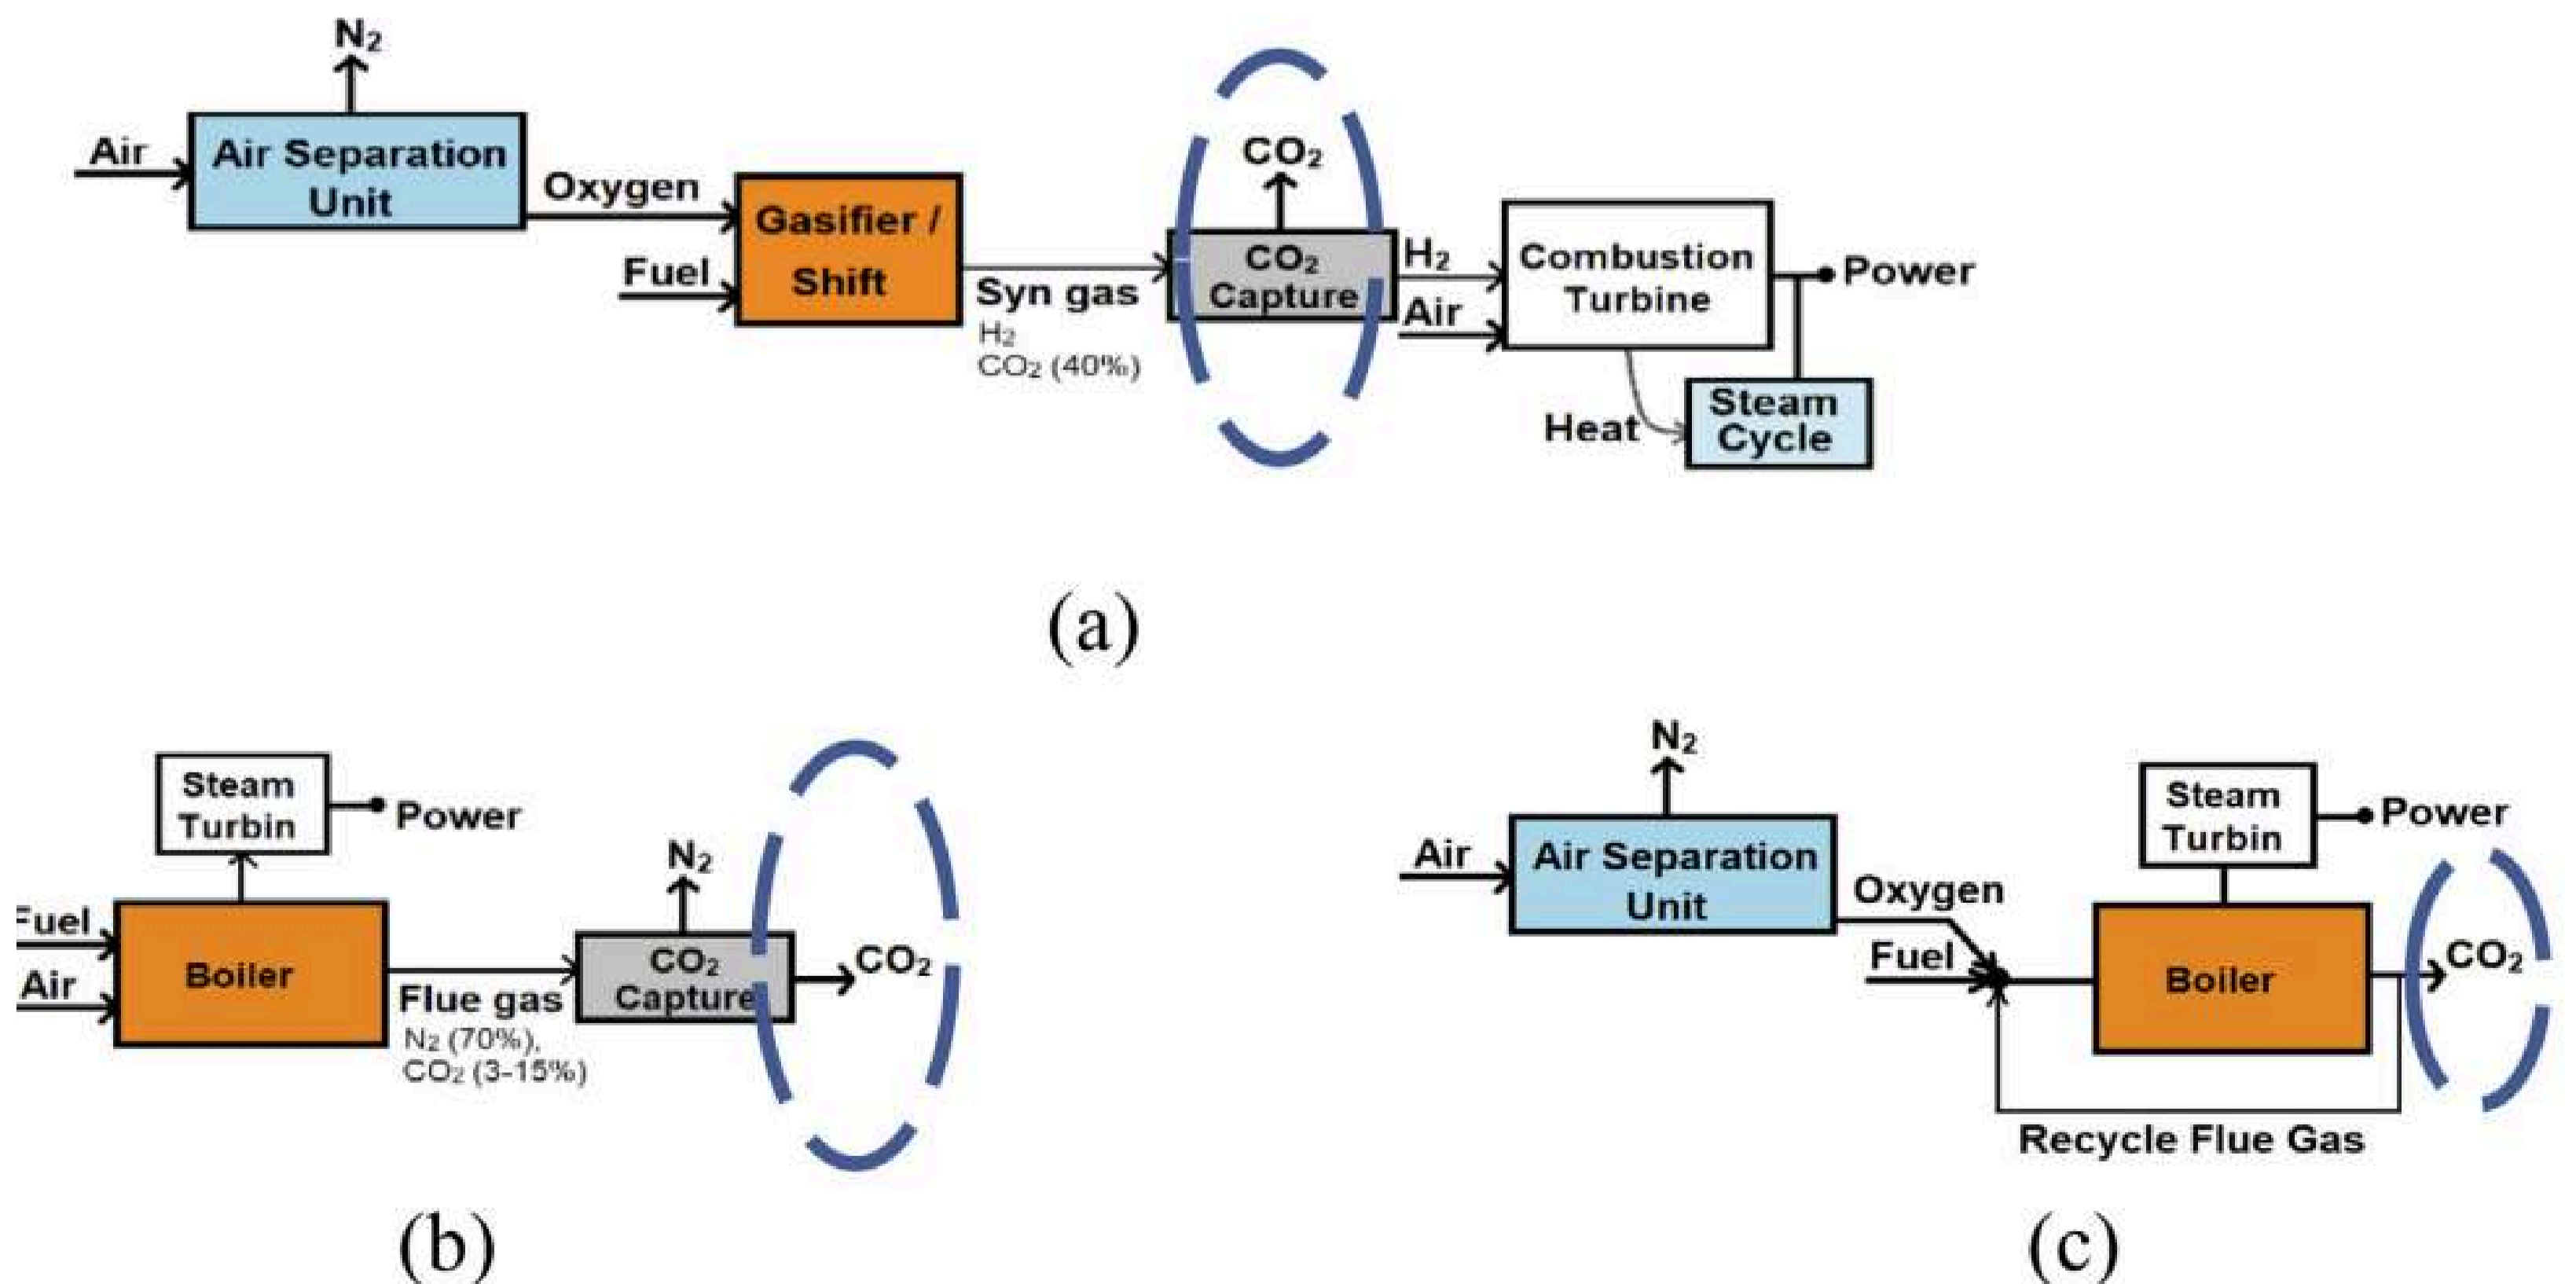 N₂
Air
Air Separation
Unit
Oxygen
Fuel
Gasifier /
Shift
Syn gas
H₂
CO₂ (40%)
CO₂
CO₂
Capture
H₂
Air
Combustion
Turbine
Power
Heat
Steam
Cycle
(a)
Steam
Turbin
Power
Fuel
Air
Boiler
Flue gas
N₂ (70%),
CO₂ (3-15%)
N₂
CO₂
Capture
CO₂
(b)
N₂
Air
Air Separation
Unit
Oxygen
Fuel
Steam
Turbin
Power
Boiler
CO₂
Recycle Flue Gas
(c)